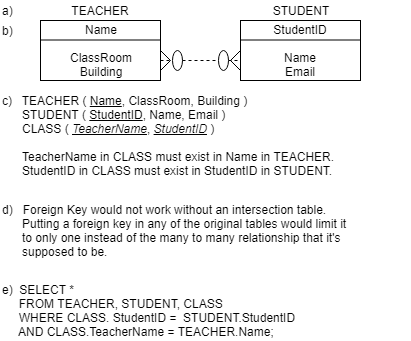 a) TEACHER STUDENT
b) Name StudentID
ClassRoom Name
Building Email
c) TEACHER ( Name, ClassRoom, Building )
STUDENT ( StudentID, Name, Email )
CLASS ( TeacherName, StudentID )
TeacherName in CLASS must exist in Name in TEACHER.
StudentID in CLASS must exist in StudentID in STUDENT.
d) Foreign Key would not work without an intersection table.
Putting a foreign key in any of the original tables would limit it
to only one instead of the many to many relationship that it's
supposed to be.
e) SELECT *
FROM TEACHER, STUDENT, CLASS
WHERE CLASS. StudentID = STUDENT.StudentID
AND CLASS.TeacherName = TEACHER.Name;